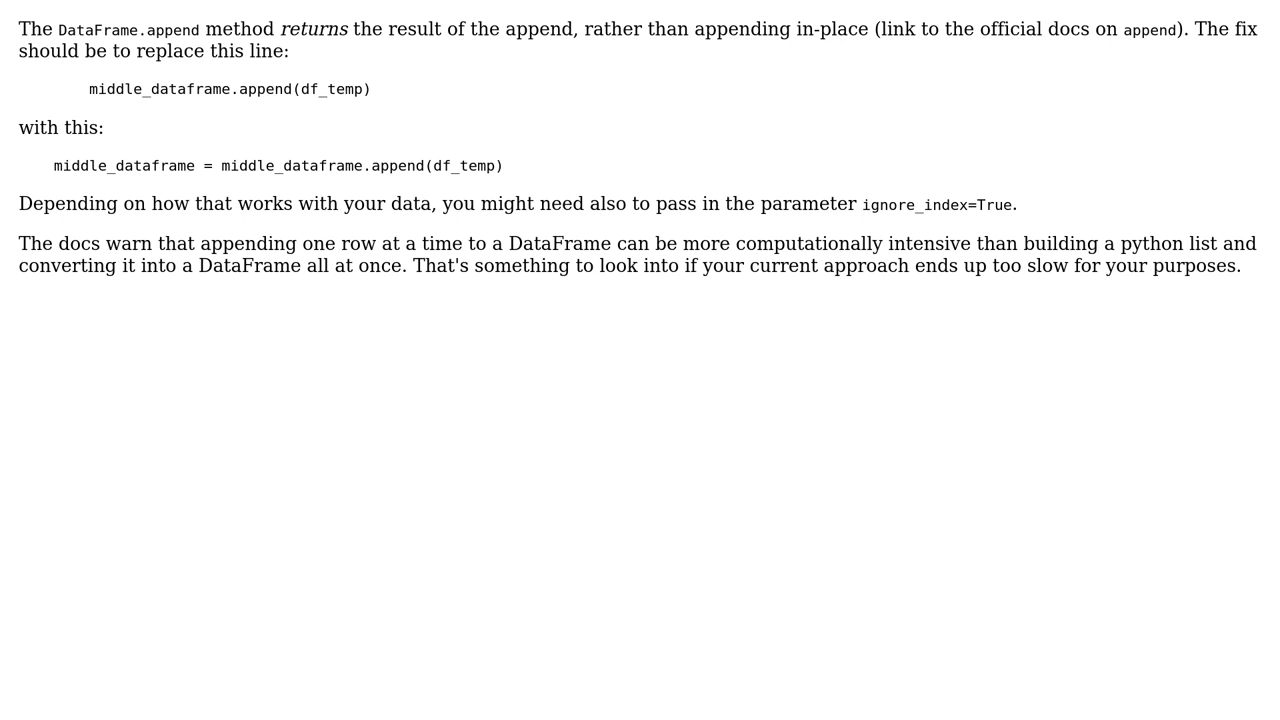 The DataFrame.append method returns the result of the append, rather than appending in-place (link to the official docs on append). The fix
should be to replace this line:
middle_dataframe.append(df_temp)
with this:
middle_dataframe = middle_dataframe.append(df_temp)
Depending on how that works with your data, you might need also to pass in the parameter ignore_index=True.
The docs warn that appending one row at a time to a DataFrame can be more computationally intensive than building a python list and
converting it into a DataFrame all at once. That's something to look into if your current approach ends up too slow for your purposes.